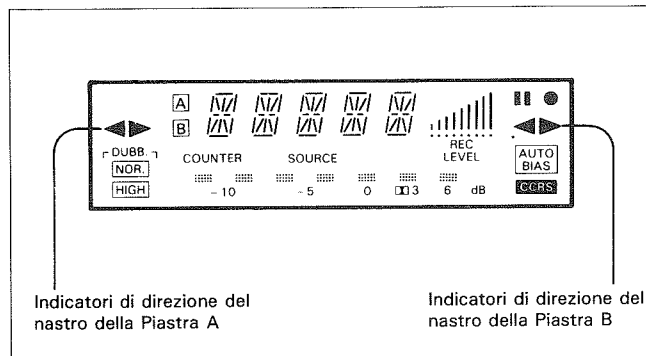 A
B
DUBB.
NOR.
HIGH
COUNTER SOURCE
REC
LEVEL
AUTO
BIAS
CCRS
-10 -5 0 3 6 dB
Indicatori di direzione del
nastro della Piastra A
Indicatori di direzione del
nastro della Piastra B